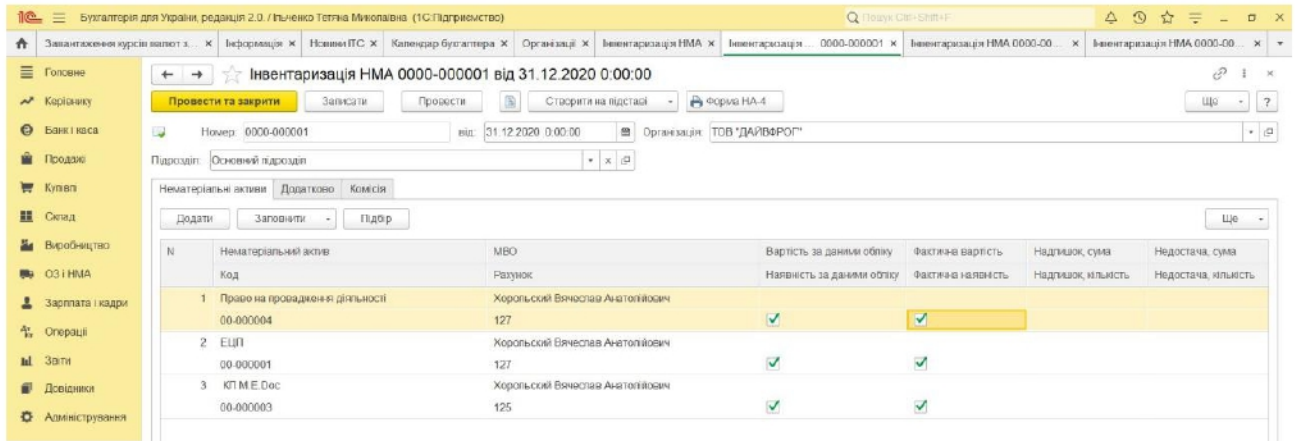 1С Бухгалтерія для України, редакція 2.0. / Ільченко Тетяна Миколаївна (1С:Підприємство) Пошук Ctrl+Shift+F
Завантаження курсів валют з... × Інформація × Новини ІТС × Календар бухгалтера × Організації × Інвентаризація НМА × Інвентаризація ... 0000-000001 × Інвентаризація НМА 0000-00... × Інвентаризація НМА 0000-00... ×
Головне
Інвентаризація НМА 0000-000001 від 31.12.2020 0:00:00
Керівнику
Провести та закрити Записати Провести Створити на підставі Форма НА-4 Ще ?
Банк і каса
Номер: 0000-000001 від: 31.12.2020 0:00:00 Організація: ТОВ "ДАЙВФРОГ"
Продажі
Підрозділ: Основний підрозділ
Купівлі
Нематеріальні активи Додатково Комісія
Склад
Додати Заповнити Підбір Ще
Виробництво
N Нематеріальний актив МВО Вартість за даними обліку Фактична вартість Надлишок, сума Недостача, сума
ОЗ і НМА
Код Рахунок Наявність за даними обліку Фактична наявність Надлишок, кількість Недостача, кількість
Зарплата і кадри
1 Право на провадження діяльності Хорольский Вячеслав Анатолійович
00-000004 127
Операції
2 ЕЦП Хорольский Вячеслав Анатолійович
Звіти
00-000001 127
Довідники
3 КП M.E.Doc Хорольский Вячеслав Анатолійович
00-000003 125
Адміністрування